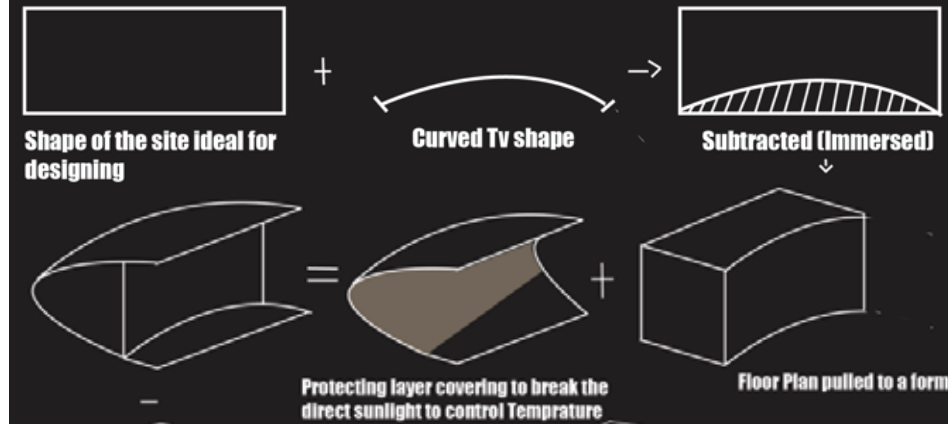 Shape of the site ideal for
designing
Curved Tv shape
Subtracted (Immersed)
Protecting layer covering to break the
direct sunlight to control Temprature
Floor Plan pulled to a form